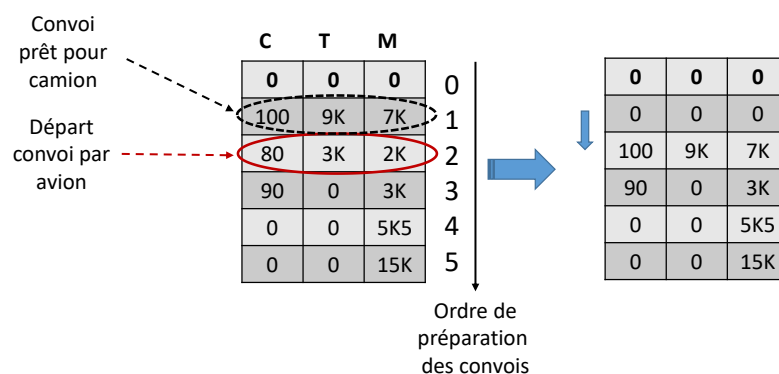 Convoi
prêt pour
camion
Départ
convoi par
avion
C T M
0 0 0 0
100 9K 7K 1
80 3K 2K 2
90 0 3K 3
0 0 5K5 4
0 0 15K 5
Ordre de
préparation
des convois
0 0 0
0 0 0
100 9K 7K
90 0 3K
0 0 5K5
0 0 15K